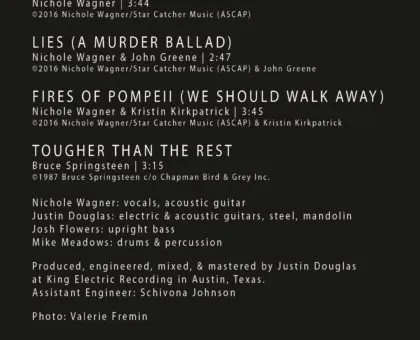 Nichole Wagner | 3:44
©2016 Nichole Wagner/Star Catcher Music (ASCAP)
LIES (A MURDER BALLAD)
Nichole Wagner & John Greene | 2:47
©2016 Nichole Wagner/Star Catcher Music (ASCAP) & John Greene
FIRES OF POMPEII (WE SHOULD WALK AWAY)
Nichole Wagner & Kristin Kirkpatrick | 3:45
©2016 Nichole Wagner/Star Catcher Music (ASCAP) & Kristin Kirkpatrick
TOUGHER THAN THE REST
Bruce Springsteen | 3:15
©1987 Bruce Springsteen c/o Chapman Bird & Grey Inc.
Nichole Wagner: vocals, acoustic guitar
Justin Douglas: electric & acoustic guitars, steel, mandolin
Josh Flowers: upright bass
Mike Meadows: drums & percussion
Produced, engineered, mixed, & mastered by Justin Douglas
at King Electric Recording in Austin, Texas.
Assistant Engineer: Schivona Johnson
Photo: Valerie Fremin